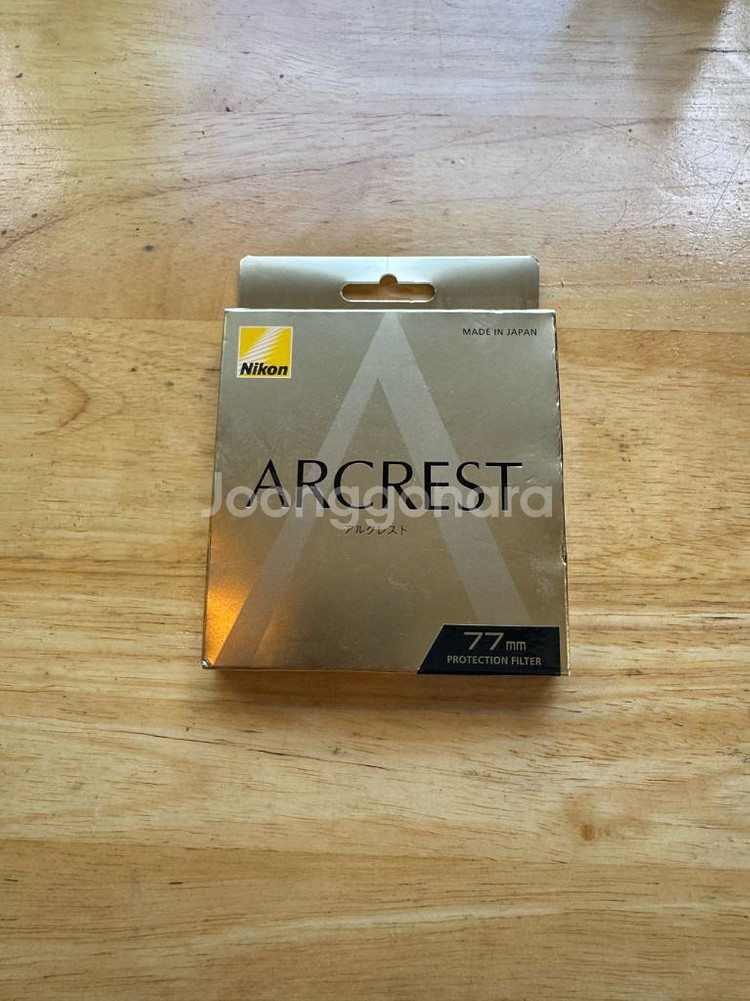 MADE IN JAPAN
Nikon
ARCREST
Joonggonara
アルクレスト
77mm
PROTECTION FILTER